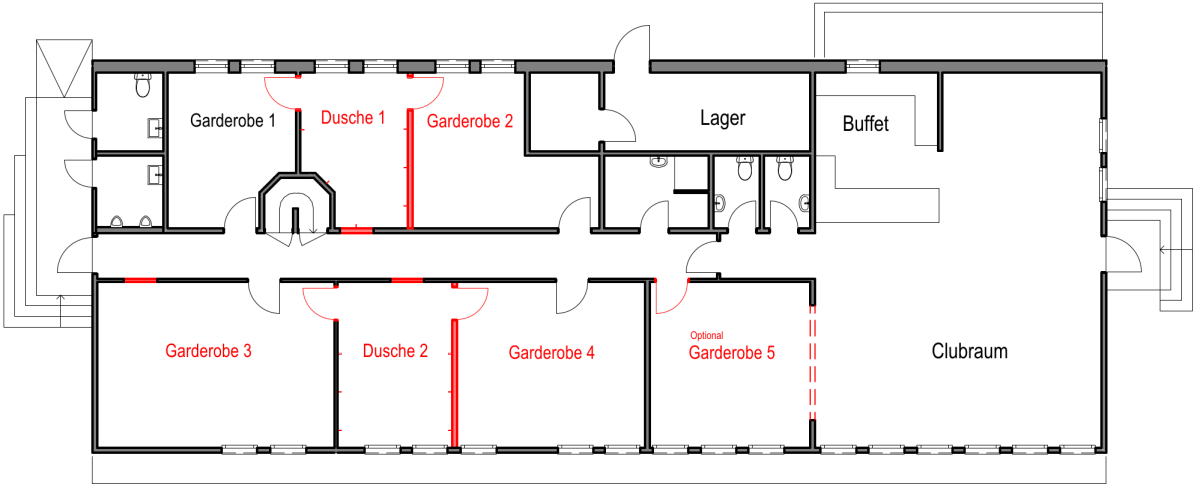 Garderobe 1
Dusche 1
Garderobe 2
Lager
Buffet
Garderobe 3
Dusche 2
Garderobe 4
Optional
Garderobe 5
Clubraum